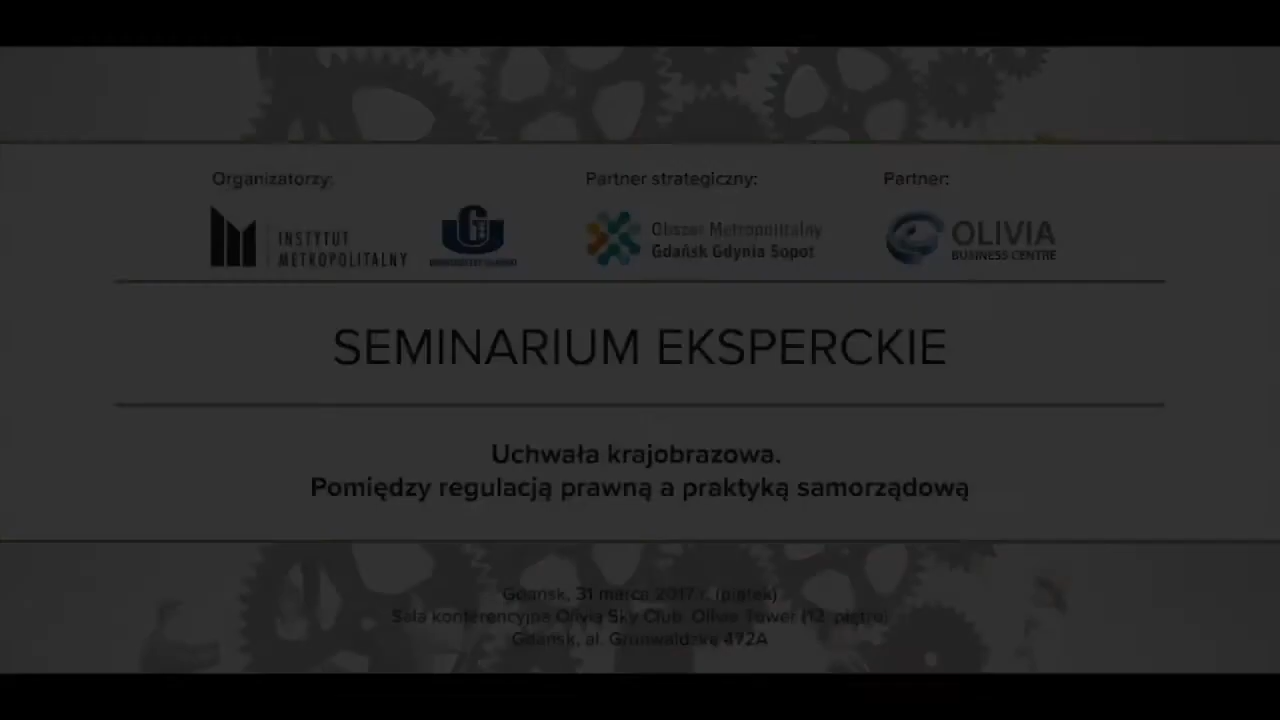 Organizatorzy:
Partner strategiczny:
Partner:
INSTYTUT
METROPOLITALNY
UNIWERSYTET GDAŃSKI
Obszar Metropolitalny
Gdańsk Gdynia Sopot
OLIVIA
BUSINESS CENTRE
SEMINARIUM EKSPERCKIE
Uchwała krajobrazowa.
Pomiędzy regulacją prawną a praktyką samorządową
Gdańsk, 31 marca 2017 r. (piątek)
Sala konferencyjna Olivia Sky Club, Olivia Tower (12. piętro)
Gdańsk, al. Grunwaldzka 472A